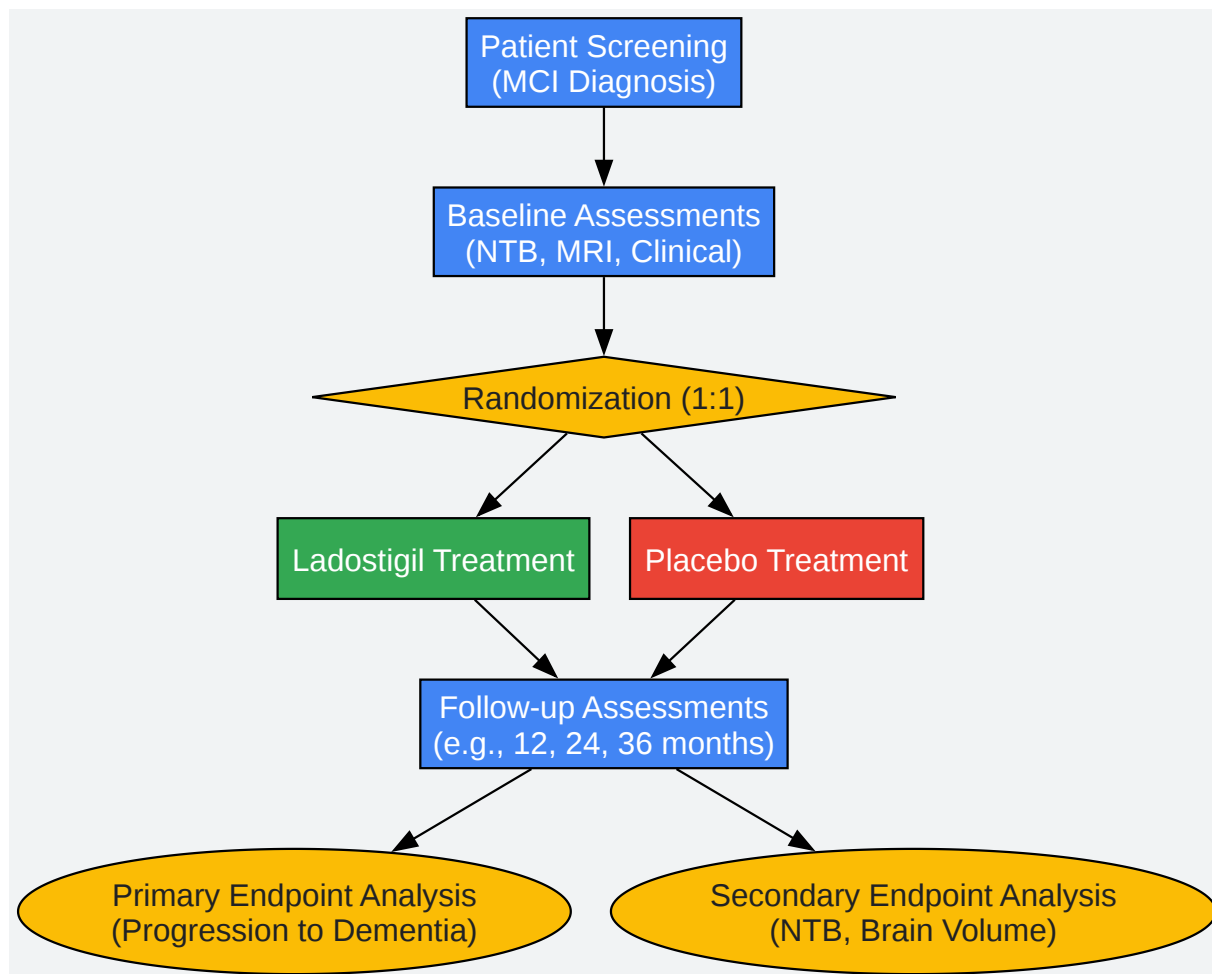 Patient Screening
(MCI Diagnosis)
Baseline Assessments
(NTB, MRI, Clinical)
Randomization (1:1)
Ladostigil Treatment
Placebo Treatment
Follow-up Assessments
(e.g., 12, 24, 36 months)
Primary Endpoint Analysis
(Progression to Dementia)
Secondary Endpoint Analysis
(NTB, Brain Volume)